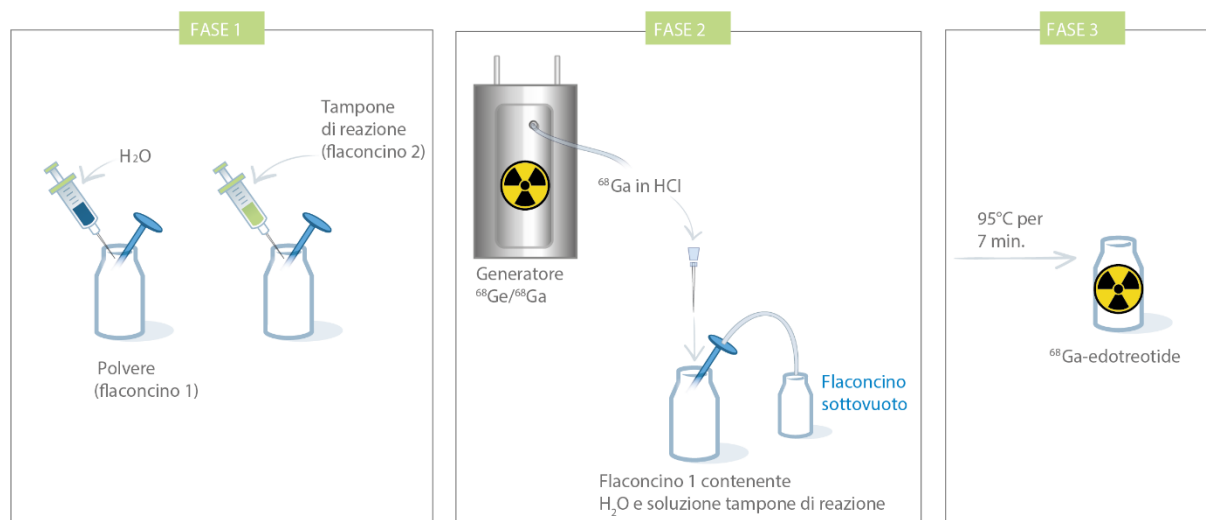 FASE 1
H₂O
Tampone
di reazione
(flaconcino 2)
Polvere
(flaconcino 1)
FASE 2
⁶⁸Ga in HCl
Generatore
⁶⁸Ge/⁶⁸Ga
Flaconcino
sottovuoto
Flaconcino 1 contenente
H₂O e soluzione tampone di reazione
FASE 3
95°C per
7 min.
⁶⁸Ga-edotreotide